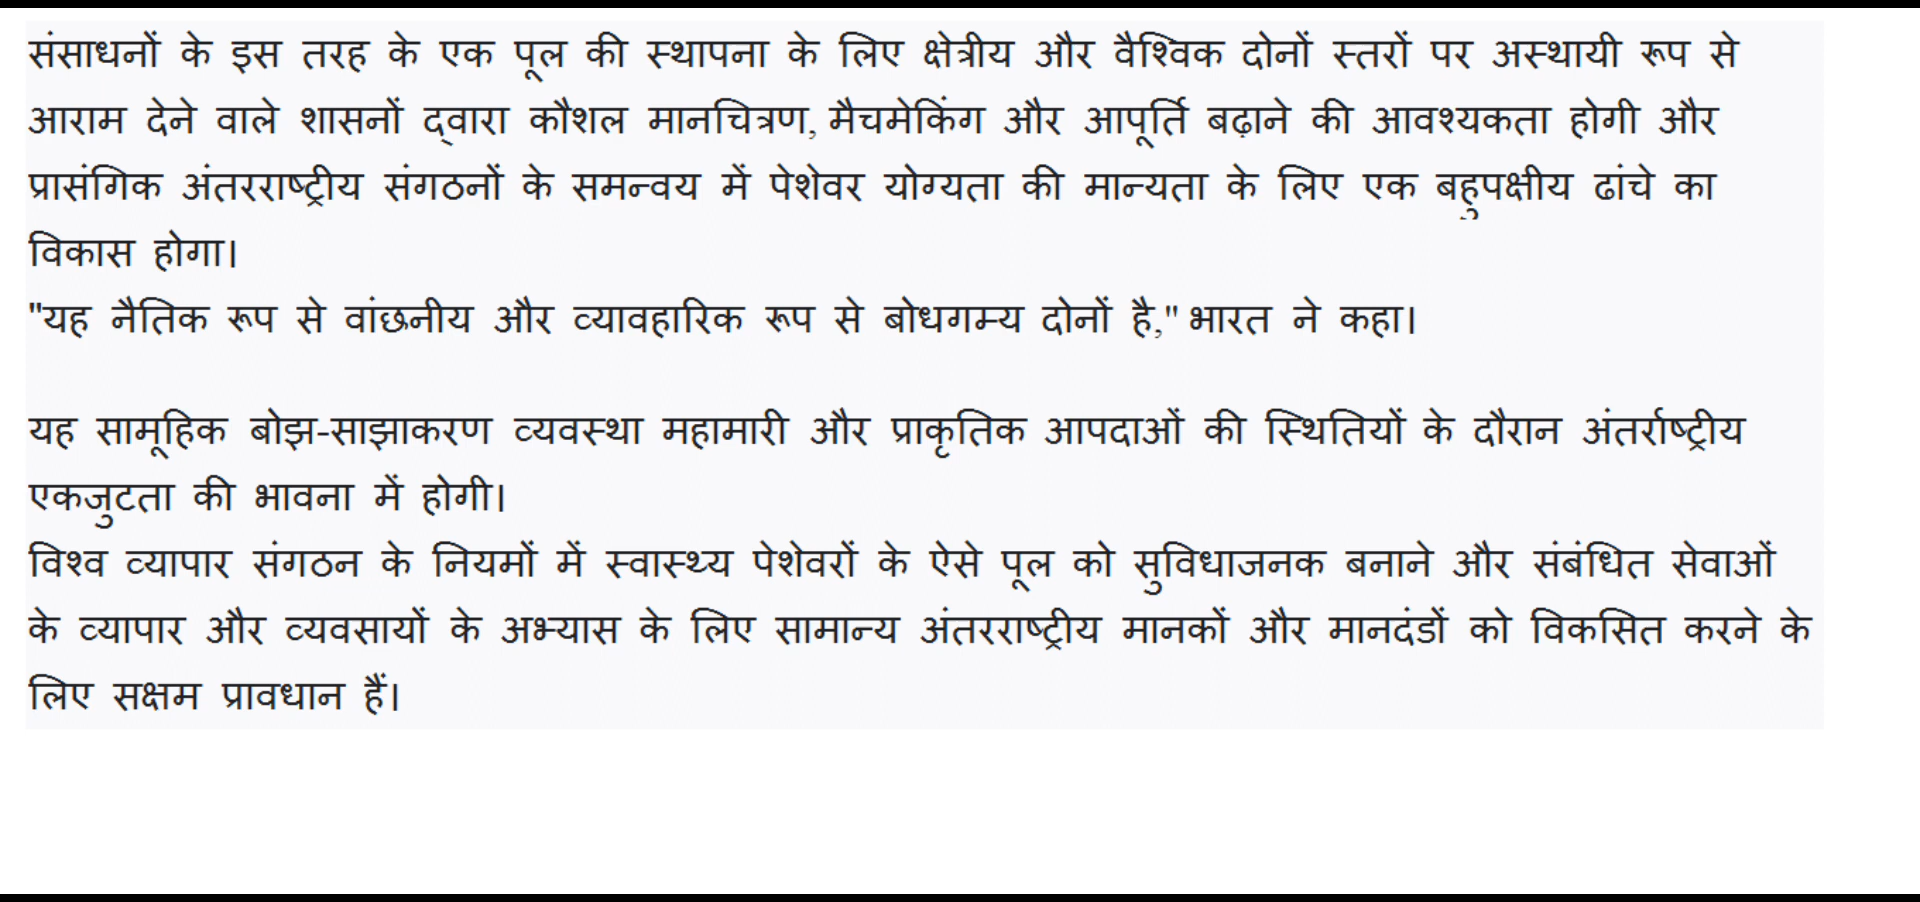 संसाधनों के इस तरह के एक पूल की स्थापना के लिए क्षेत्रीय और वैश्विक दोनों स्तरों पर अस्थायी रूप से
आराम देने वाले शासनों द्वारा कौशल मानचित्रण, मैचमेकिंग और आपूर्ति बढ़ाने की आवश्यकता होगी और
प्रासंगिक अंतरराष्ट्रीय संगठनों के समन्वय में पेशेवर योग्यता की मान्यता के लिए एक बहुपक्षीय ढांचे का
विकास होगा।
"यह नैतिक रूप से वांछनीय और व्यावहारिक रूप से बोधगम्य दोनों है," भारत ने कहा।
यह सामूहिक बोझ-साझाकरण व्यवस्था महामारी और प्राकृतिक आपदाओं की स्थितियों के दौरान अंतर्राष्ट्रीय
एकजुटता की भावना में होगी।
विश्व व्यापार संगठन के नियमों में स्वास्थ्य पेशेवरों के ऐसे पूल को सुविधाजनक बनाने और संबंधित सेवाओं
के व्यापार और व्यवसायों के अभ्यास के लिए सामान्य अंतरराष्ट्रीय मानकों और मानदंडों को विकसित करने के
लिए सक्षम प्रावधान हैं।